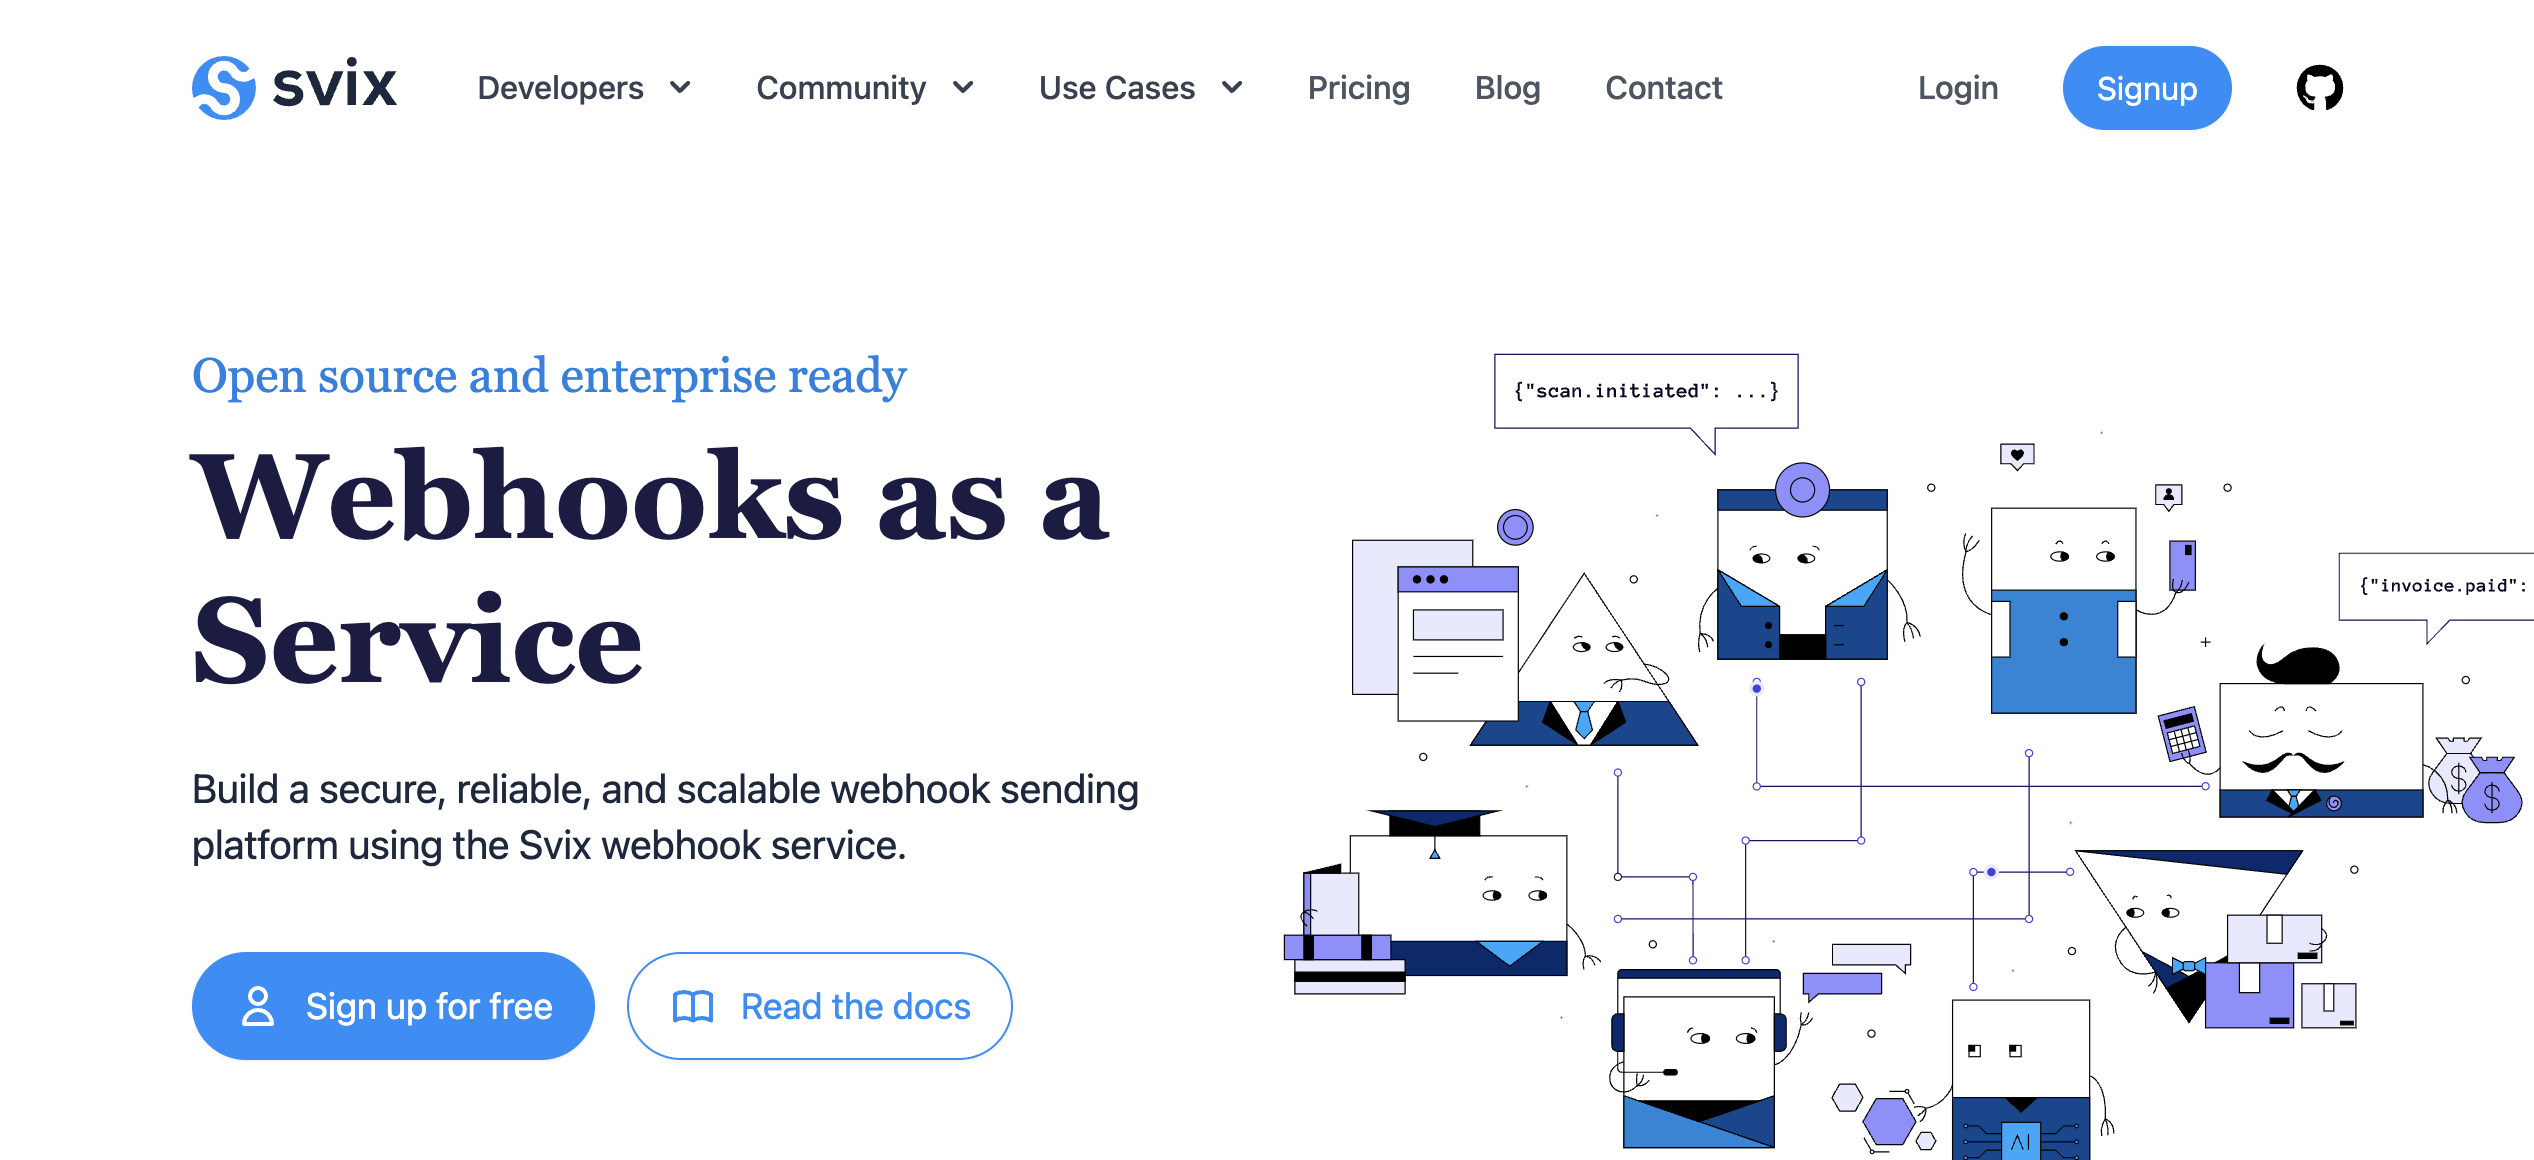 svix
Developers
Community
Use Cases
Pricing
Blog
Contact
Login
Signup
Open source and enterprise ready
Webhooks as a
Service
Build a secure, reliable, and scalable webhook sending
platform using the Svix webhook service.
Sign up for free
Read the docs
{"scan.initiated": ...}
{"invoice.paid":
$
$
AI